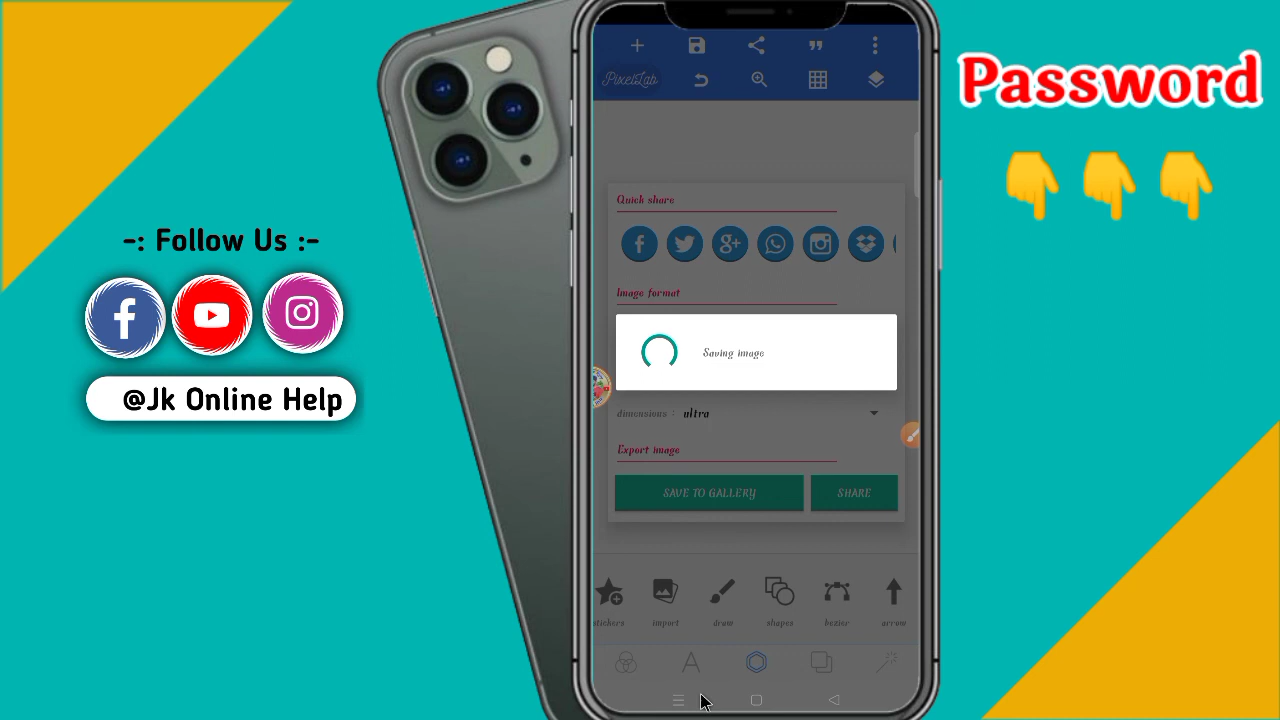 PixelLab
Password
👇 👇 👇
Quick share
-: Follow Us :-
Image format
Saving image
@Jk Online Help
dimensions : ultra
Export image
SAVE TO GALLERY
SHARE
stickers
import
draw
shapes
bezier
arrow